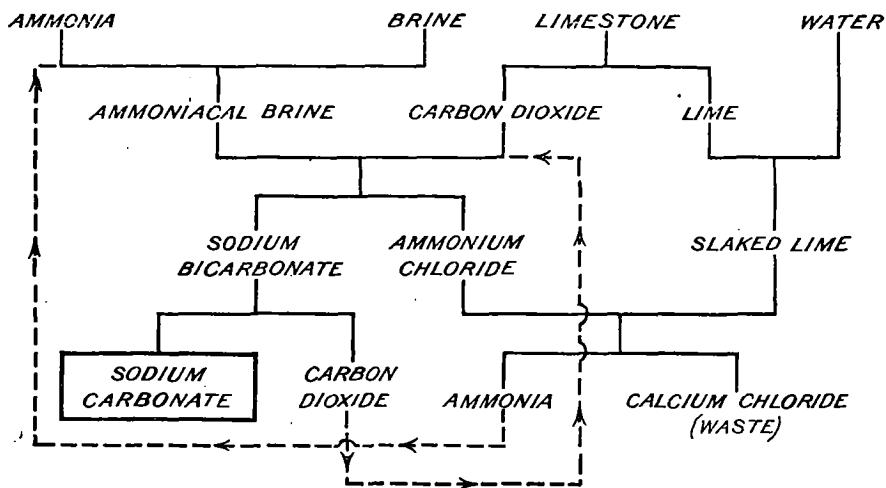 AMMONIA BRINE LIMESTONE WATER
AMMONIACAL BRINE CARBON DIOXIDE LIME
SODIUM BICARBONATE
AMMONIUM CHLORIDE
SLAKED LIME
SODIUM CARBONATE
CARBON DIOXIDE
AMMONIA
CALCIUM CHLORIDE
(WASTE)